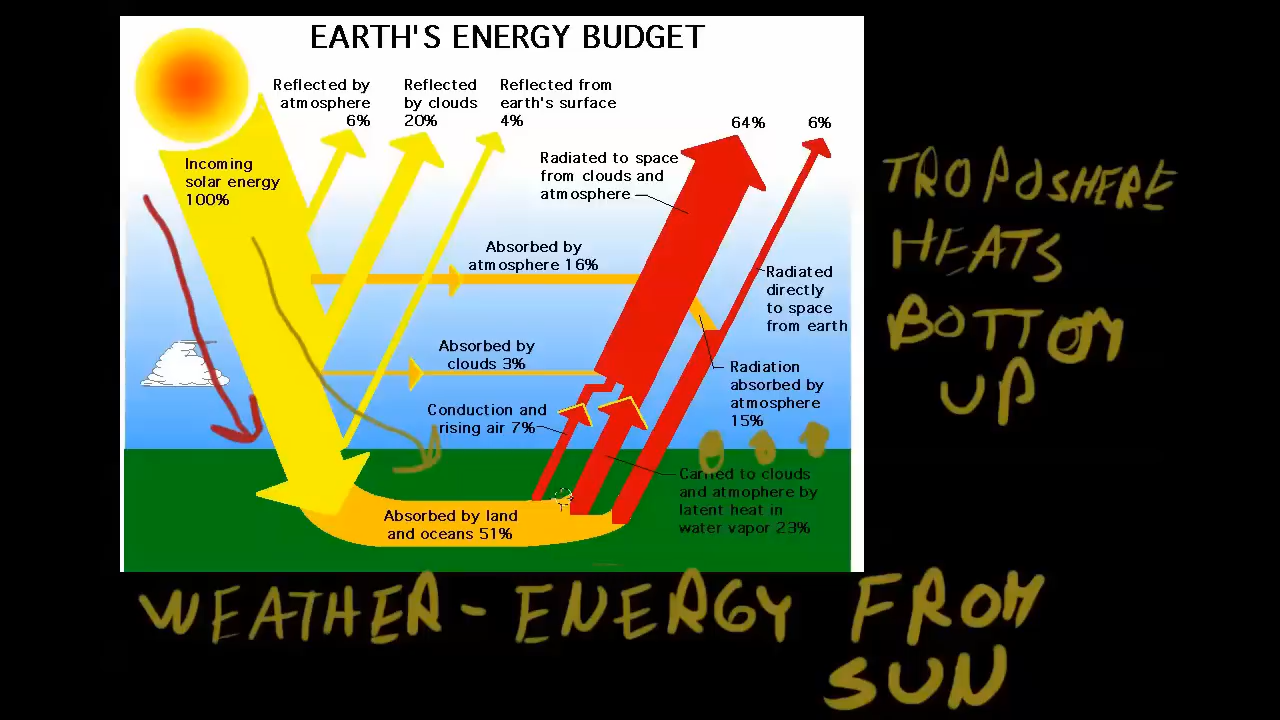 EARTH'S ENERGY BUDGET
Reflected by
atmosphere
6%
Reflected
by clouds
20%
Reflected from
earth's surface
4%
64%
6%
Incoming
solar energy
100%
Radiated to space
from clouds and
atmosphere
Absorbed by
atmosphere 16%
Radiated
directly
to space
from earth
Absorbed by
clouds 3%
Radiation
absorbed by
atmosphere
15%
Conduction and
rising air 7%
Carried to clouds
and atmophere by
latent heat in
water vapor 23%
Absorbed by land
and oceans 51%
TROPOSHERE
HEATS
BOTTOM
UP
WEATHER - ENERGY FROM
SUN